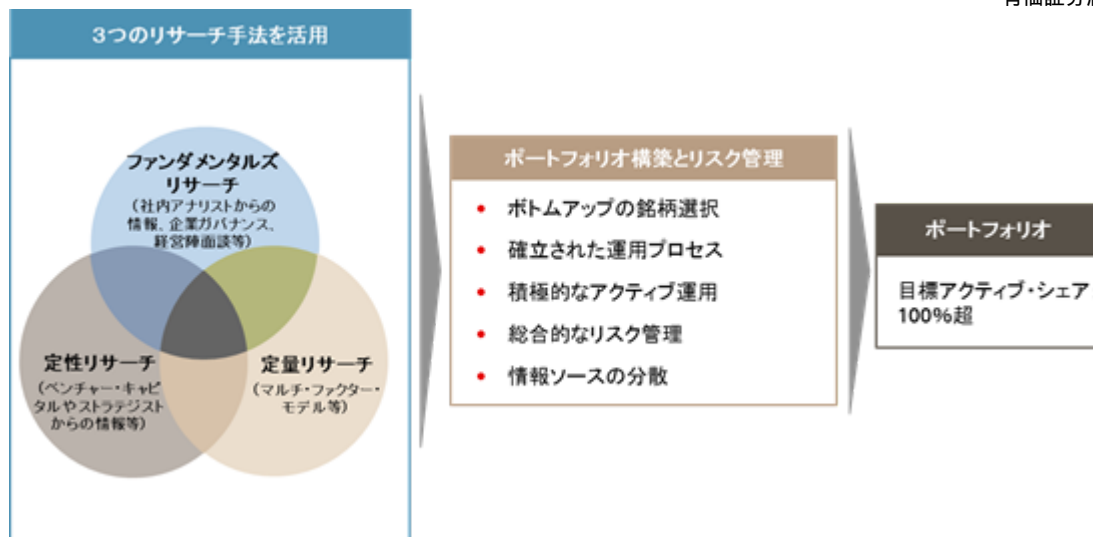 3つのリサーチ手法を活用
ファンダメンタルズ
リサーチ
(社内アナリストからの
情報、企業ガバナンス、
経営陣面談等)
定性リサーチ
(ベンチャー・キャピ
タルやストラテジスト
からの情報等)
定量リサーチ
(マルチ・ファクター・
モデル等)
ポートフォリオ構築とリスク管理
• ボトムアップの銘柄選択
• 確立された運用プロセス
• 積極的なアクティブ運用
• 総合的なリスク管理
• 情報ソースの分散
ポートフォリオ
目標アクティブ・シェア
100%超